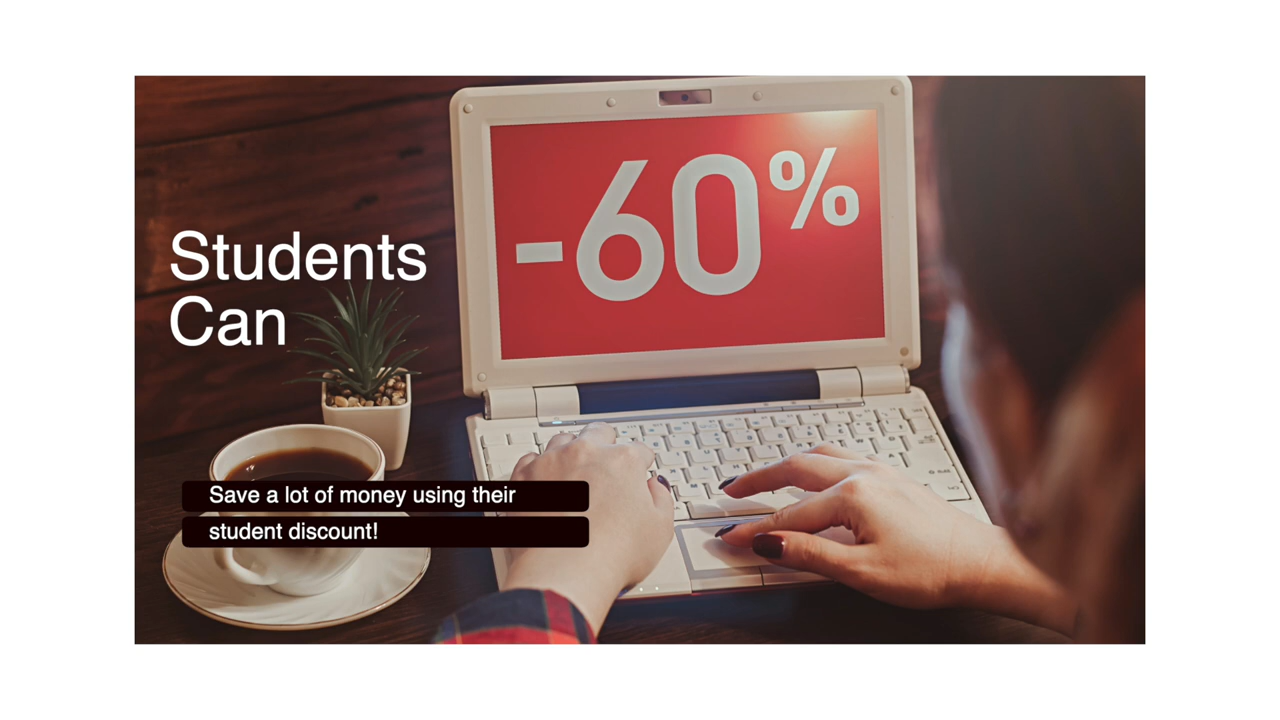 -60%
Students
Can
Save a lot of money using their
student discount!